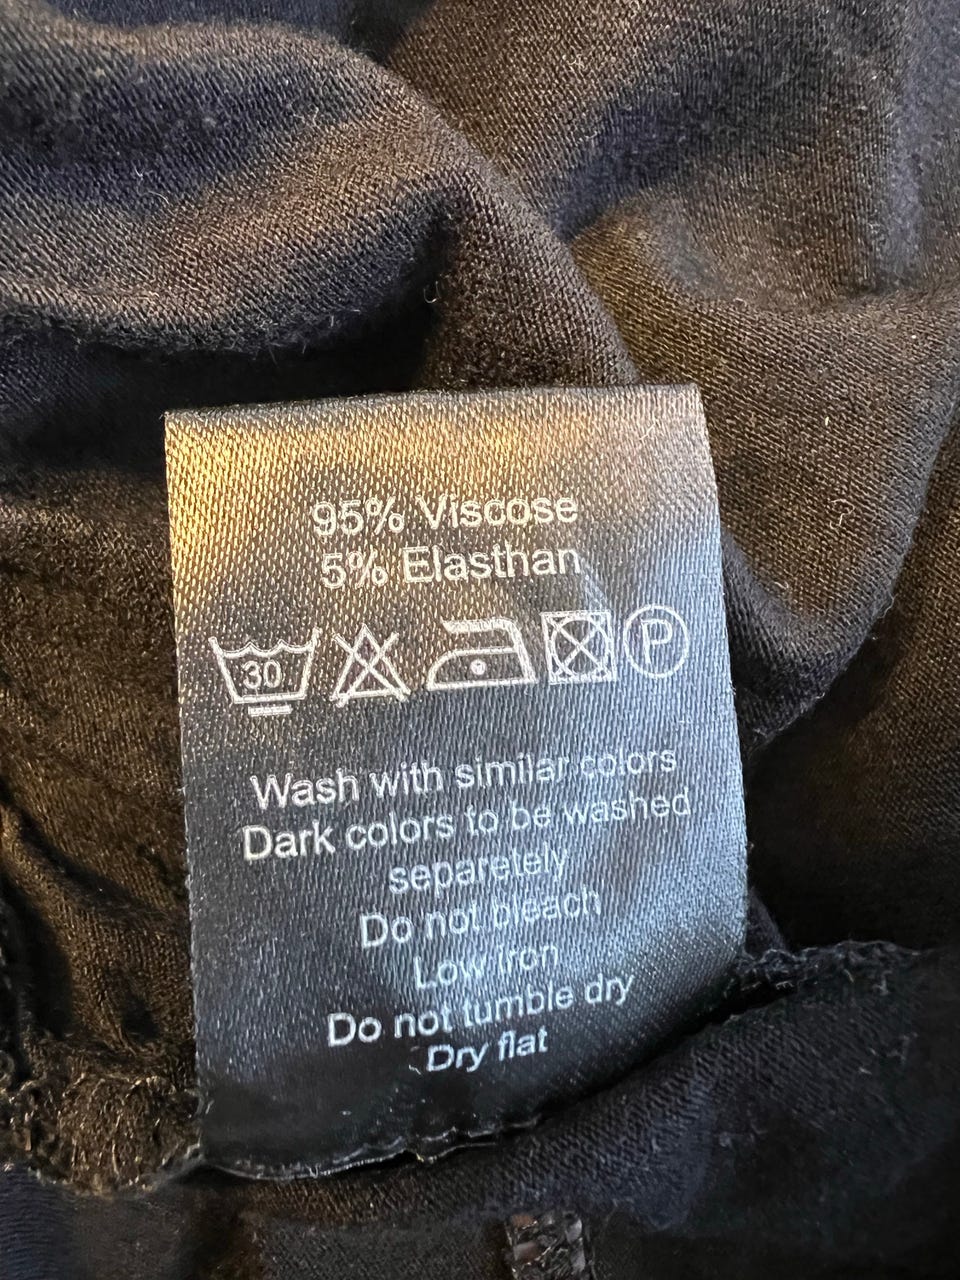 95% Viscose
5% Elasthan
30 P
Wash with similar colors
Dark colors to be washed
separetely
Do not bleach
Low iron
Do not tumble dry
Dry flat